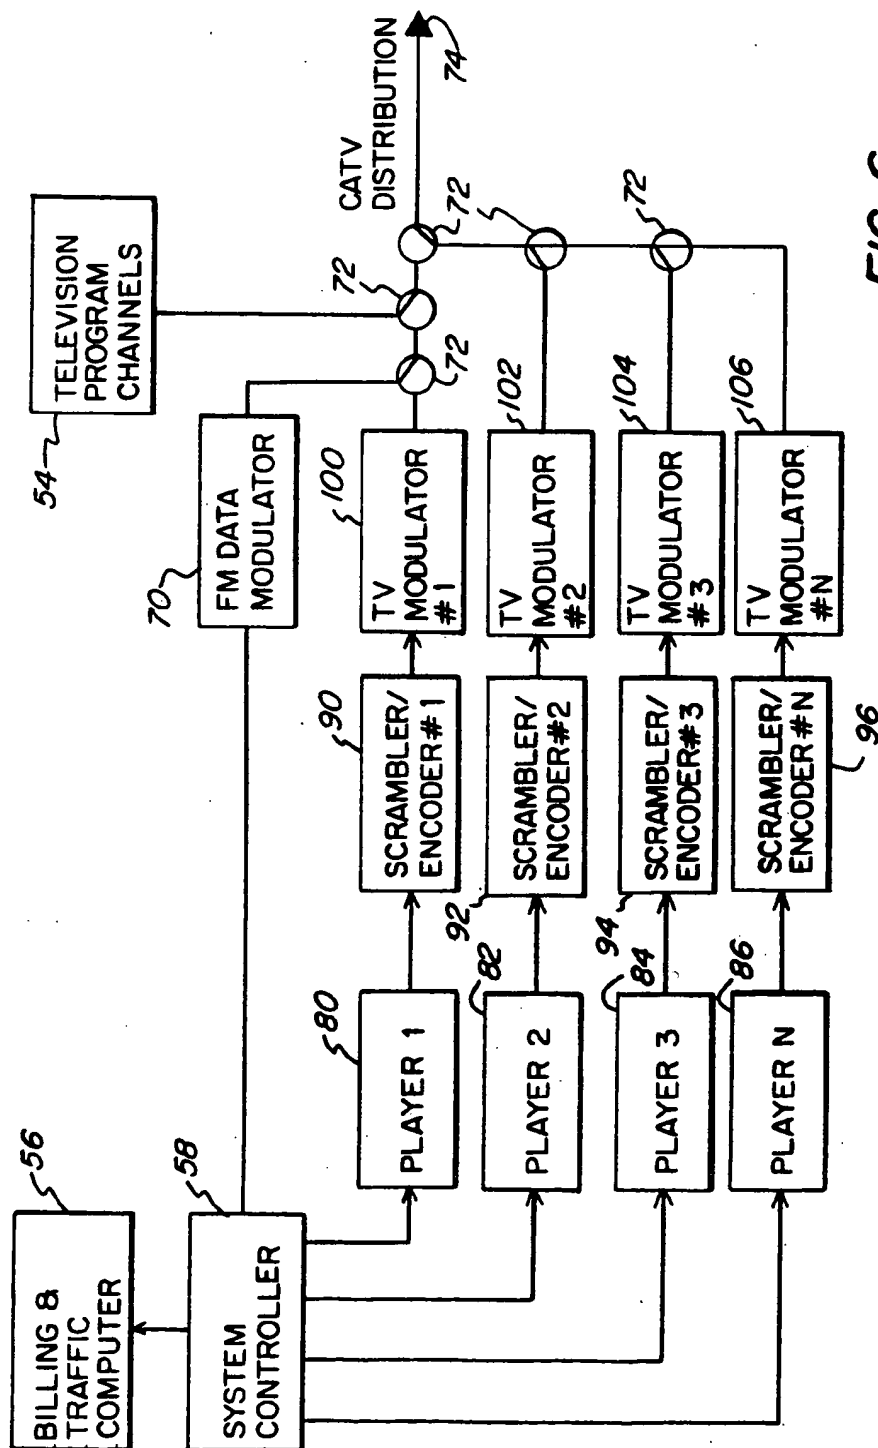 BILLING &
TRAFFIC
COMPUTER
56
SYSTEM
CONTROLLER
58
54
TELEVISION
PROGRAM
CHANNELS
70
FM DATA
MODULATOR
PLAYER 1
80
SCRAMBLER/
ENCODER #1
90
TV
MODULATOR
#1
100
72
72
72
CATV
DISTRIBUTION
74
PLAYER 2
82
SCRAMBLER/
ENCODER #2
92
TV
MODULATOR
#2
102
PLAYER 3
84
SCRAMBLER/
ENCODER #3
94
TV
MODULATOR
#3
104
72
PLAYER N
86
SCRAMBLER/
ENCODER #N
96
TV
MODULATOR
#N
106